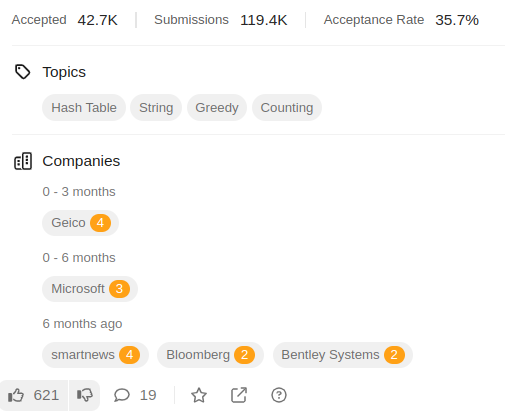 Accepted 42.7K Submissions 119.4K Acceptance Rate 35.7%
Topics
Hash Table String Greedy Counting
Companies
0 - 3 months
Geico 4
0 - 6 months
Microsoft 3
6 months ago
smartnews 4 Bloomberg 2 Bentley Systems 2
621 19